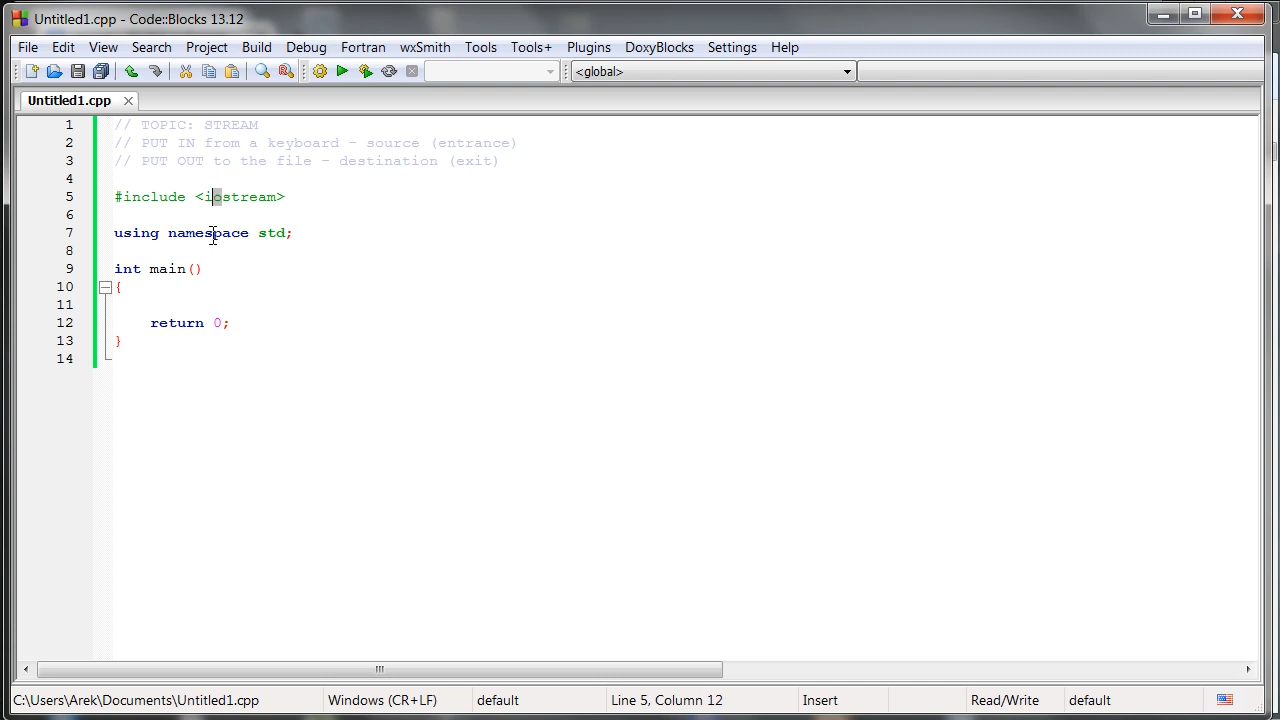 Untitled1.cpp - Code::Blocks 13.12
File Edit View Search Project Build Debug Fortran wxSmith Tools Tools+ Plugins DoxyBlocks Settings Help
<global>
Untitled1.cpp
1 // TOPIC: STREAM
2 // PUT IN from a keyboard - source (entrance)
3 // PUT OUT to the file - destination (exit)
4
5 #include <iostream>
6
7 using namespace std;
8
9 int main()
10 {
11
12 return 0;
13 }
14
C:\Users\Arek\Documents\Untitled1.cpp Windows (CR+LF) default Line 5, Column 12 Insert Read/Write default